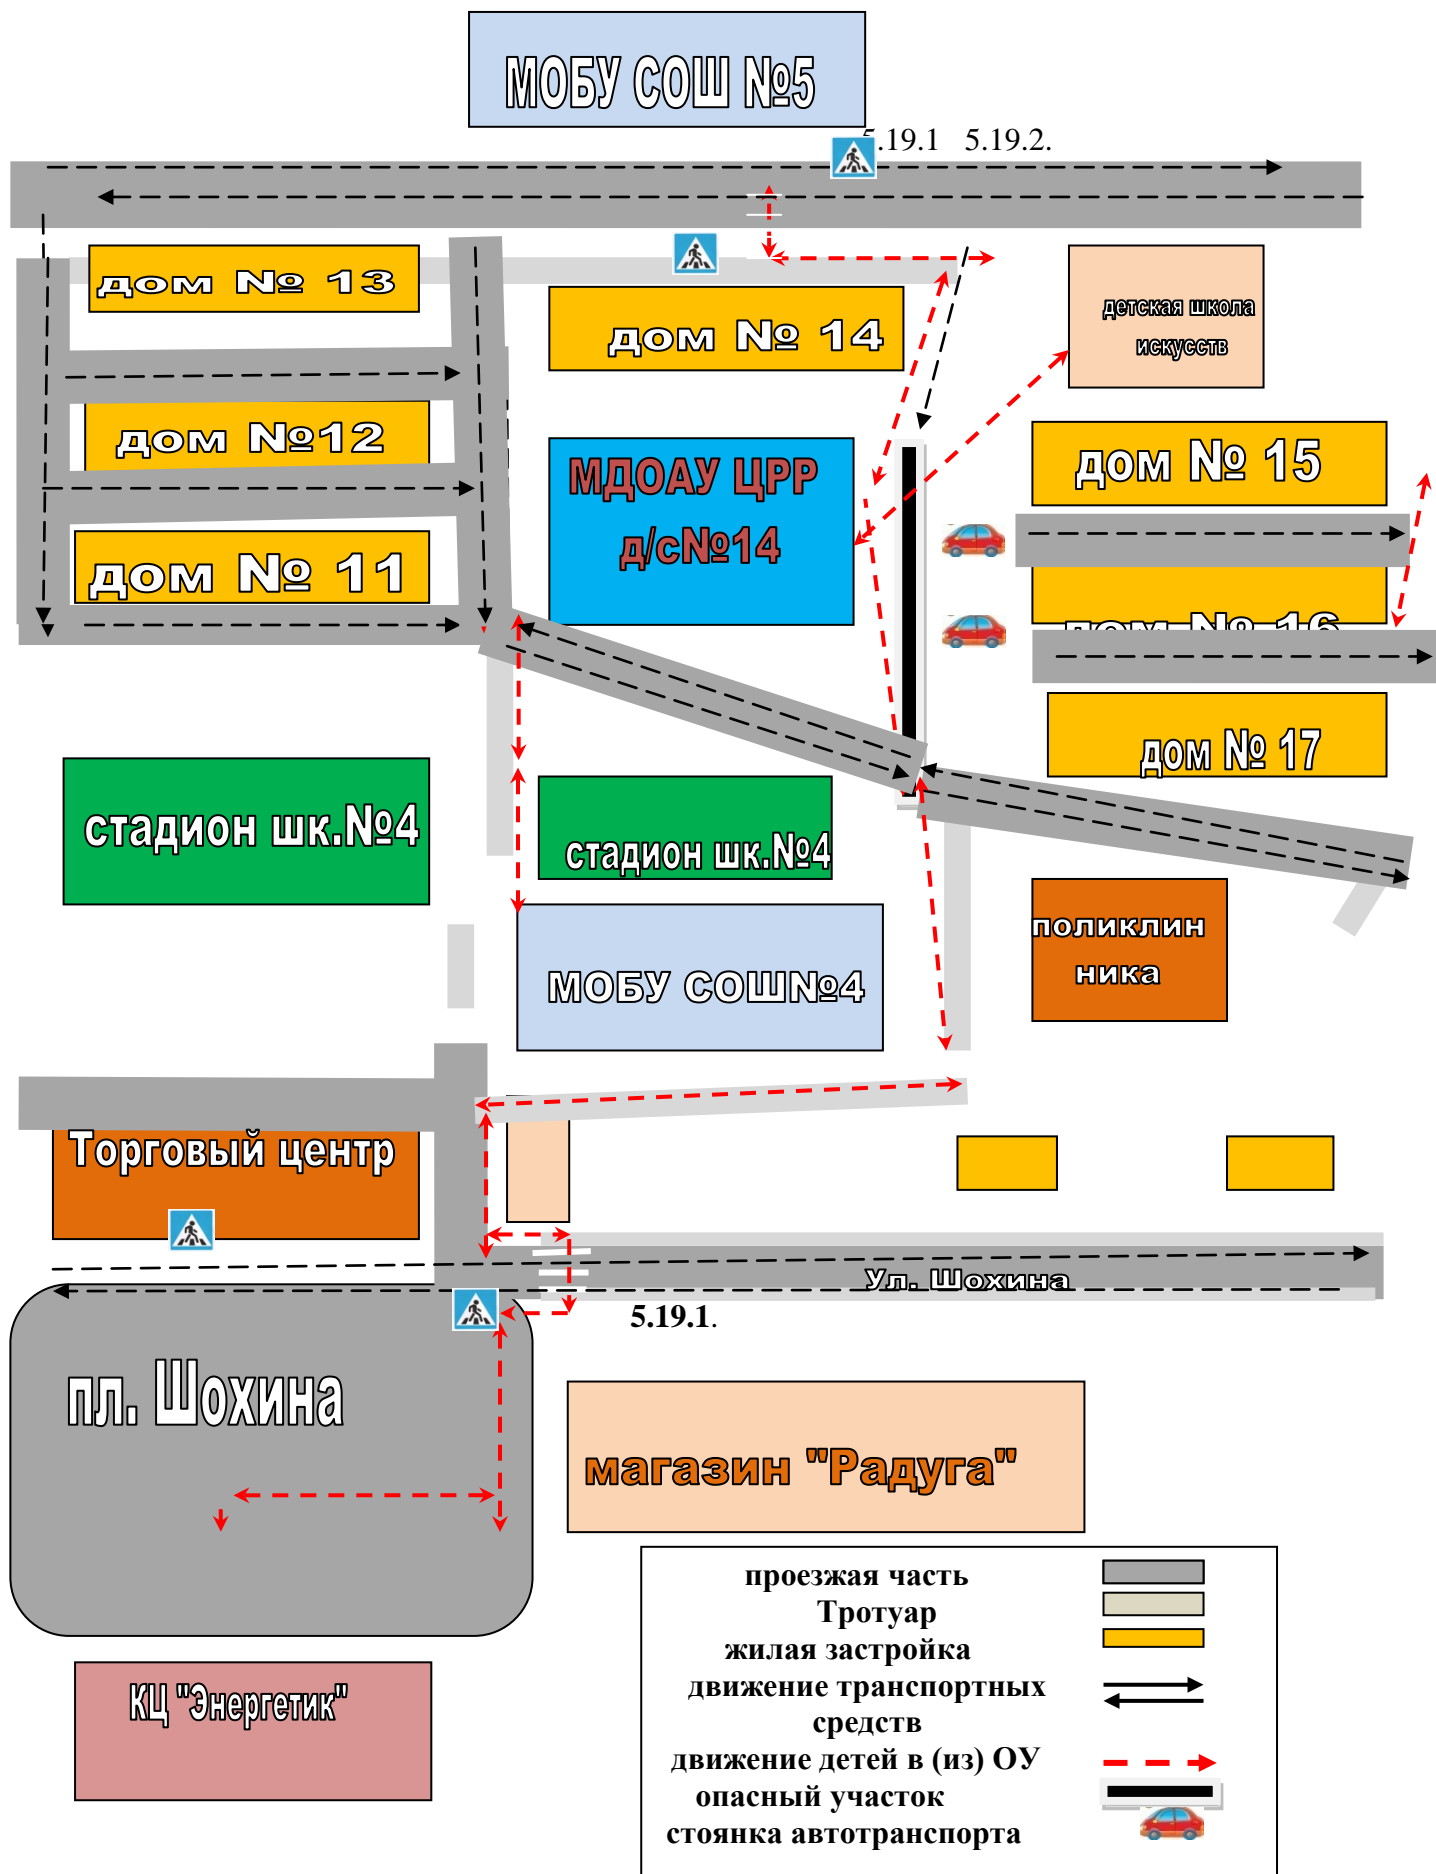 МОБУ СОШ №5
5.19.1 5.19.2.
дом № 13
дом № 14
детская школа
искусств
дом №12
дом № 15
МДОАУ ЦРР
д/с№14
дом № 11
дом № 16
дом № 17
стадион шк.№4
стадион шк.№4
поликлин
ника
МОБУ СОШ№4
Торговый центр
Ул. Шохина
5.19.1.
пл. Шохина
магазин "Радуга"
проезжая часть
Тротуар
жилая застройка
движение транспортных
средств
движение детей в (из) ОУ
опасный участок
стоянка автотранспорта
КЦ "Энергетик"